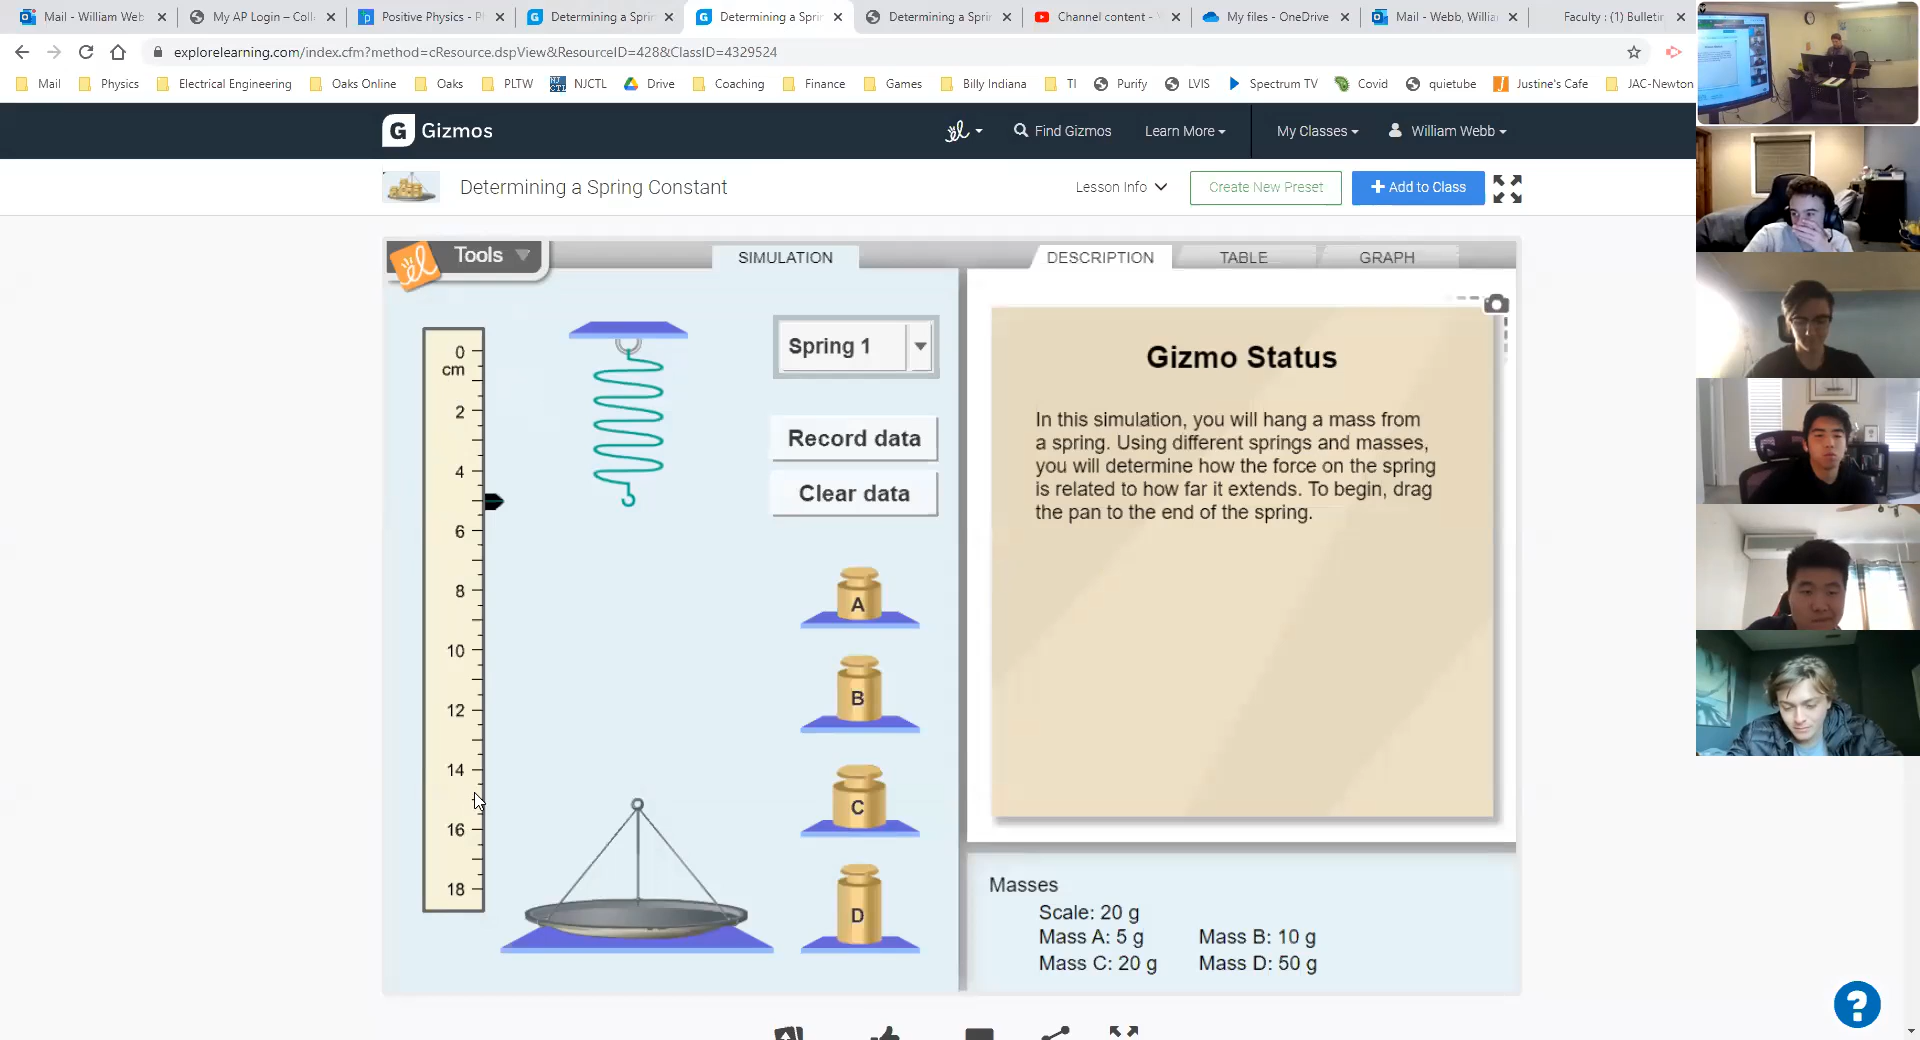 Mail - William Web
My AP Login – Coll
Positive Physics - P
Determining a Sprin
Determining a Sprin
Determining a Sprin
Channel content -
My files - OneDrive
Mail - Webb, Willia
Faculty : (1) Bulletin
explorelearning.com/index.cfm?method=cResource.dspView&ResourceID=428&ClassID=4329524
Mail
Physics
Electrical Engineering
Oaks Online
Oaks
PLTW
NJCTL
Drive
Coaching
Finance
Games
Billy Indiana
TI
Purify
LVIS
Spectrum TV
Covid
quietube
Justine's Cafe
JAC-Newton
G Gizmos
Find Gizmos
Learn More
My Classes
William Webb
Determining a Spring Constant
Lesson Info
Create New Preset
+ Add to Class
Tools
SIMULATION
DESCRIPTION
TABLE
GRAPH
0
cm
2
4
6
8
10
12
14
16
18
Spring 1
Record data
Clear data
A
B
C
D
Gizmo Status
In this simulation, you will hang a mass from
a spring. Using different springs and masses,
you will determine how the force on the spring
is related to how far it extends. To begin, drag
the pan to the end of the spring.
Masses
Scale: 20 g
Mass A: 5 g Mass B: 10 g
Mass C: 20 g Mass D: 50 g
?